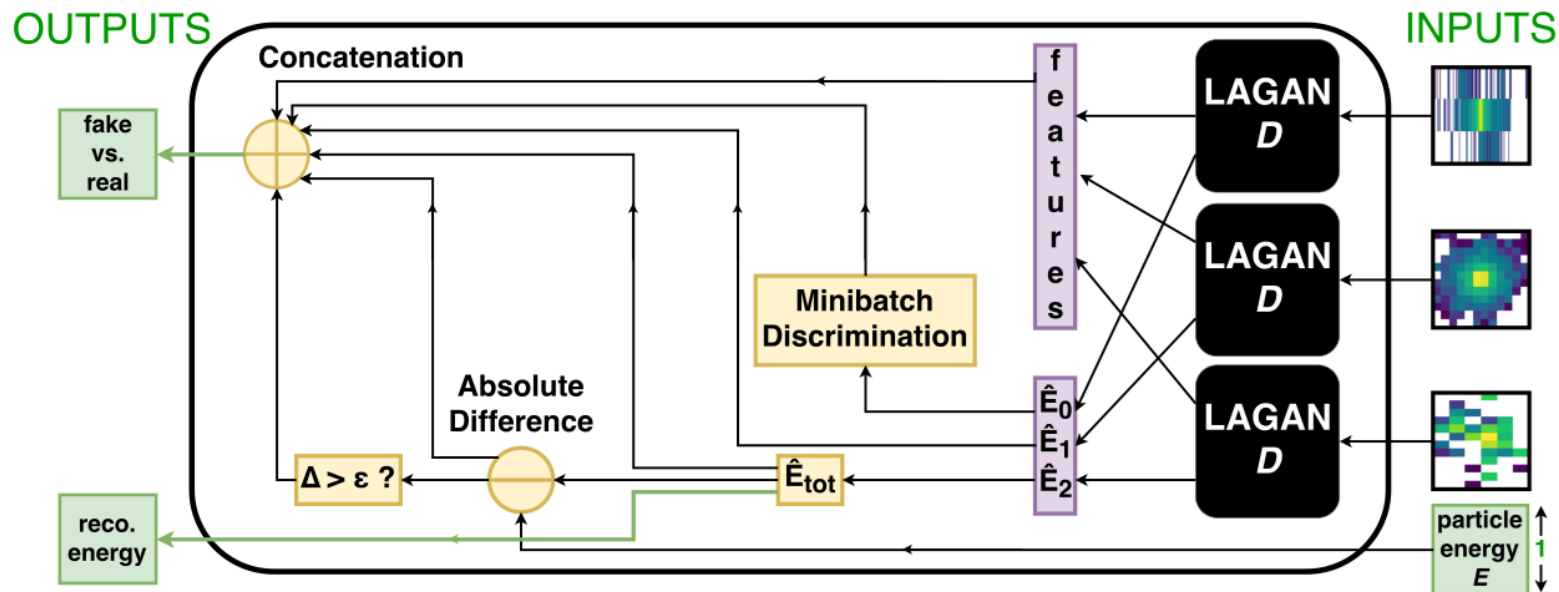 OUTPUTS
INPUTS
Concatenation
fake
vs.
real
f
e
a
t
u
r
e
s
LAGAN
D
LAGAN
D
LAGAN
D
Minibatch
Discrimination
Absolute
Difference
Ê0
Ê1
Ê2
Δ > ε ?
Êtot
reco.
energy
particle
energy
E
1